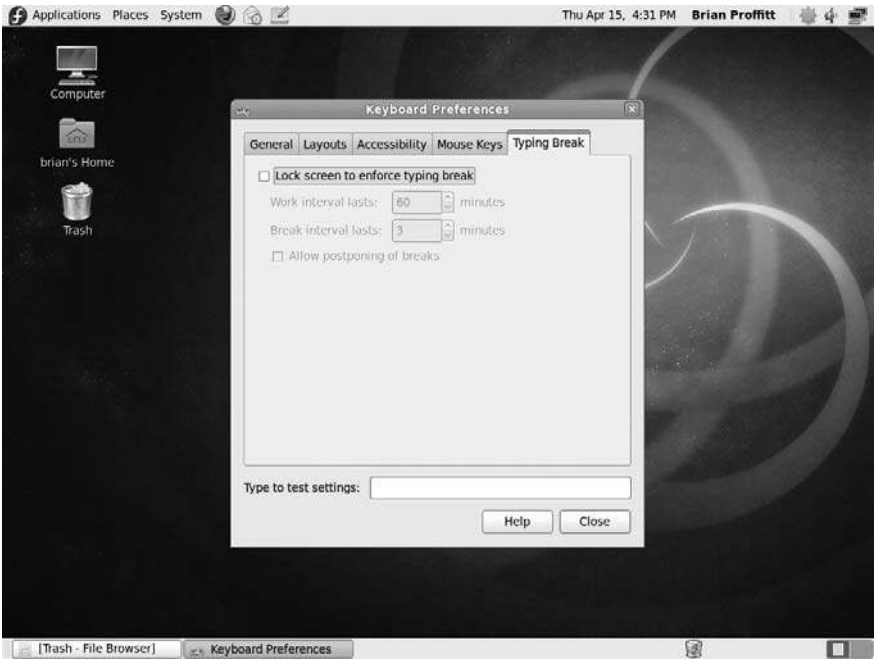 Applications Places System Thu Apr 15, 4:31 PM Brian Proffitt
Computer
brian's Home
Trash
Keyboard Preferences
General Layouts Accessibility Mouse Keys Typing Break
Lock screen to enforce typing break
Work interval lasts: 60 minutes
Break interval lasts: 3 minutes
Allow postponing of breaks
Type to test settings:
Help Close
[Trash - File Browser] Keyboard Preferences